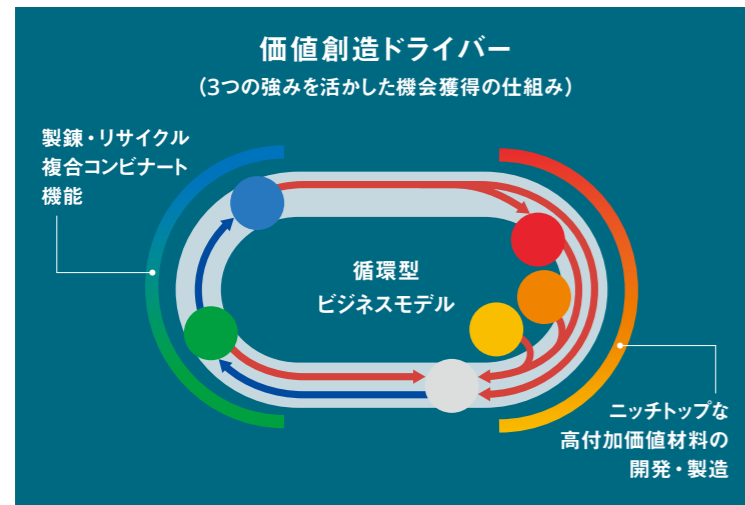 価値創造ドライバー
（3つの強みを活かした機会獲得の仕組み）
製錬・リサイクル
複合コンビナート
機能
循環型
ビジネスモデル
ニッチトップな
高付加価値材料の
開発・製造